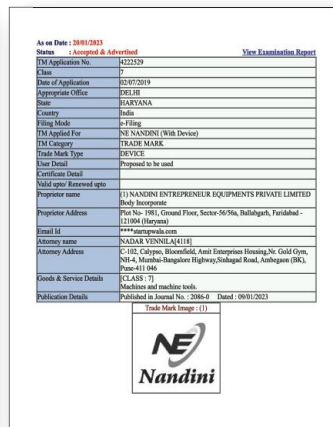 As on Date : 20/01/2023
Status : Accepted & Advertised View Examination Report
TM Application No. 4222529
Class 7
Date of Application 02/07/2019
Appropriate Office DELHI
State HARYANA
Country India
Filing Mode e-Filing
TM Applied For NE NANDINI (With Device)
TM Category TRADE MARK
Trade Mark Type DEVICE
User Detail Proposed to be used
Certificate Detail
Valid upto/ Renewed upto
Proprietor name (1) NANDINI ENTREPRENEUR EQUIPMENTS PRIVATE LIMITED
Body Incorporate
Proprietor Address Plot No- 1981, Ground Floor, Sector-56/56a, Ballabgarh, Faridabad -
121004 (Haryana)
Email Id ****startupwala.com
Attorney name NADAR VENNILA[4118]
Attorney Address C-102, Calypso, Bloomfield, Amit Enterprises Housing,Nr. Gold Gym,
NH-4, Mumbai-Bangalore Highway,Sinhagad Road, Ambegaon (BK),
Pune-411 046
Goods & Service Details [CLASS : 7]
Machines and machine tools.
Publication Details Published in Journal No. : 2086-0 Dated : 09/01/2023
Trade Mark Image : (1)
NE
Nandini